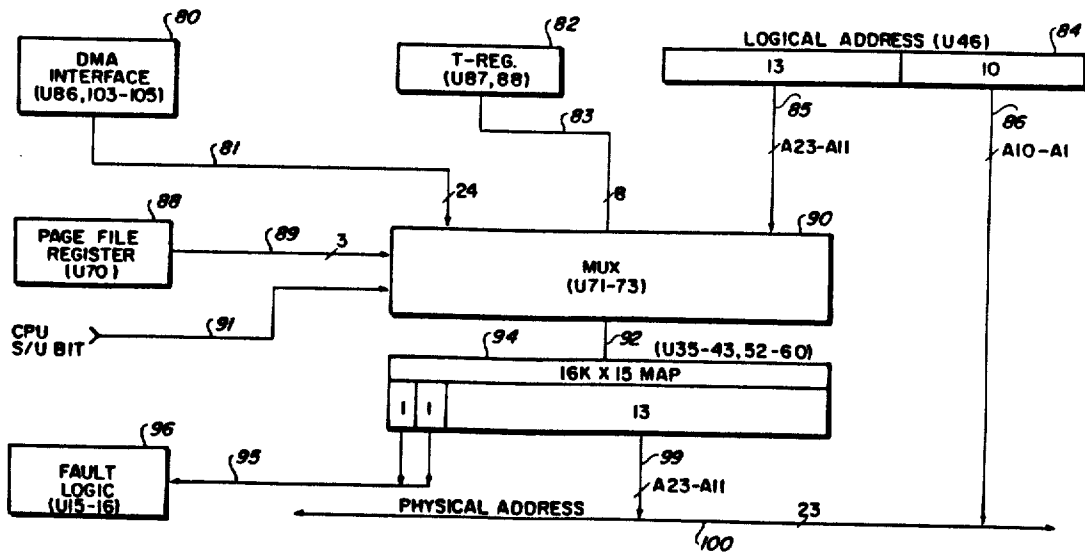 80
DMA
INTERFACE
(U86,103-105)
82
T-REG.
(U87,88)
LOGICAL ADDRESS (U46)
84
13
10
81
83
85
86
A23-A11
A10-A1
24
8
88
PAGE FILE
REGISTER
(U70)
89
3
90
MUX
(U71-73)
CPU
S/U BIT
91
92
94
(U35-43,52-60)
16K X 15 MAP
1
1
13
96
FAULT
LOGIC
(U15-16)
95
99
A23-A11
PHYSICAL ADDRESS
23
100